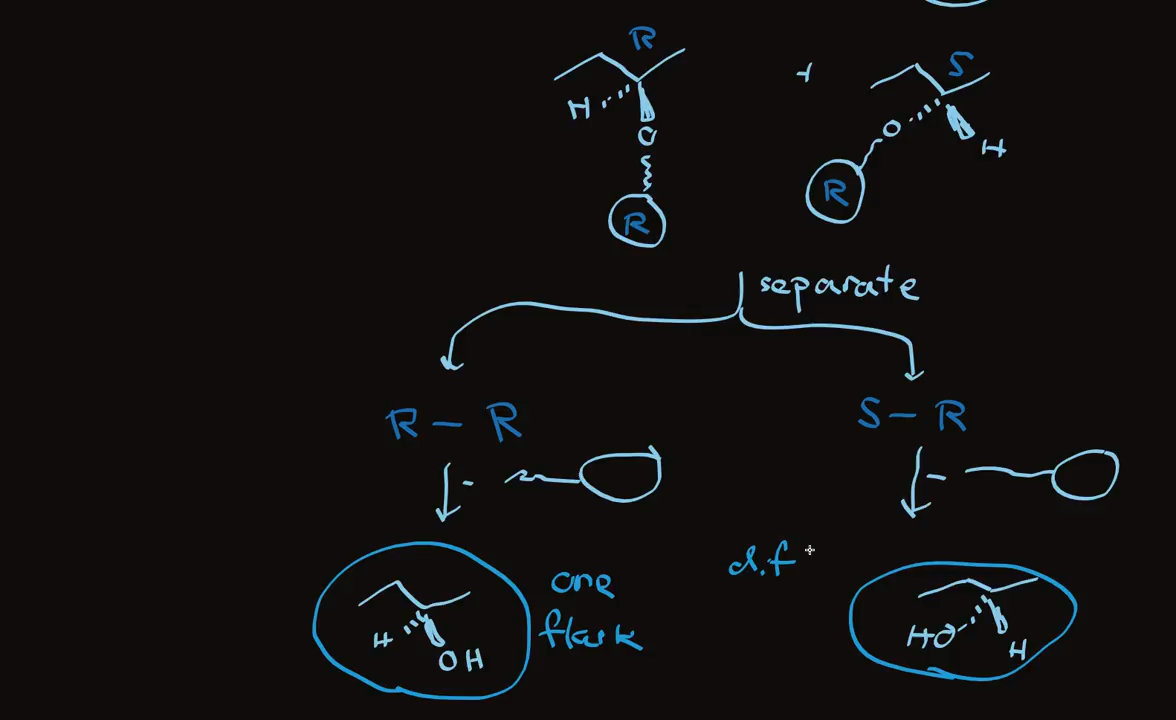 R
S
+
H
O
O
H
R
R
separate
R - R
S - R
-
-
one
flask
d.f
H
OH
HO
H